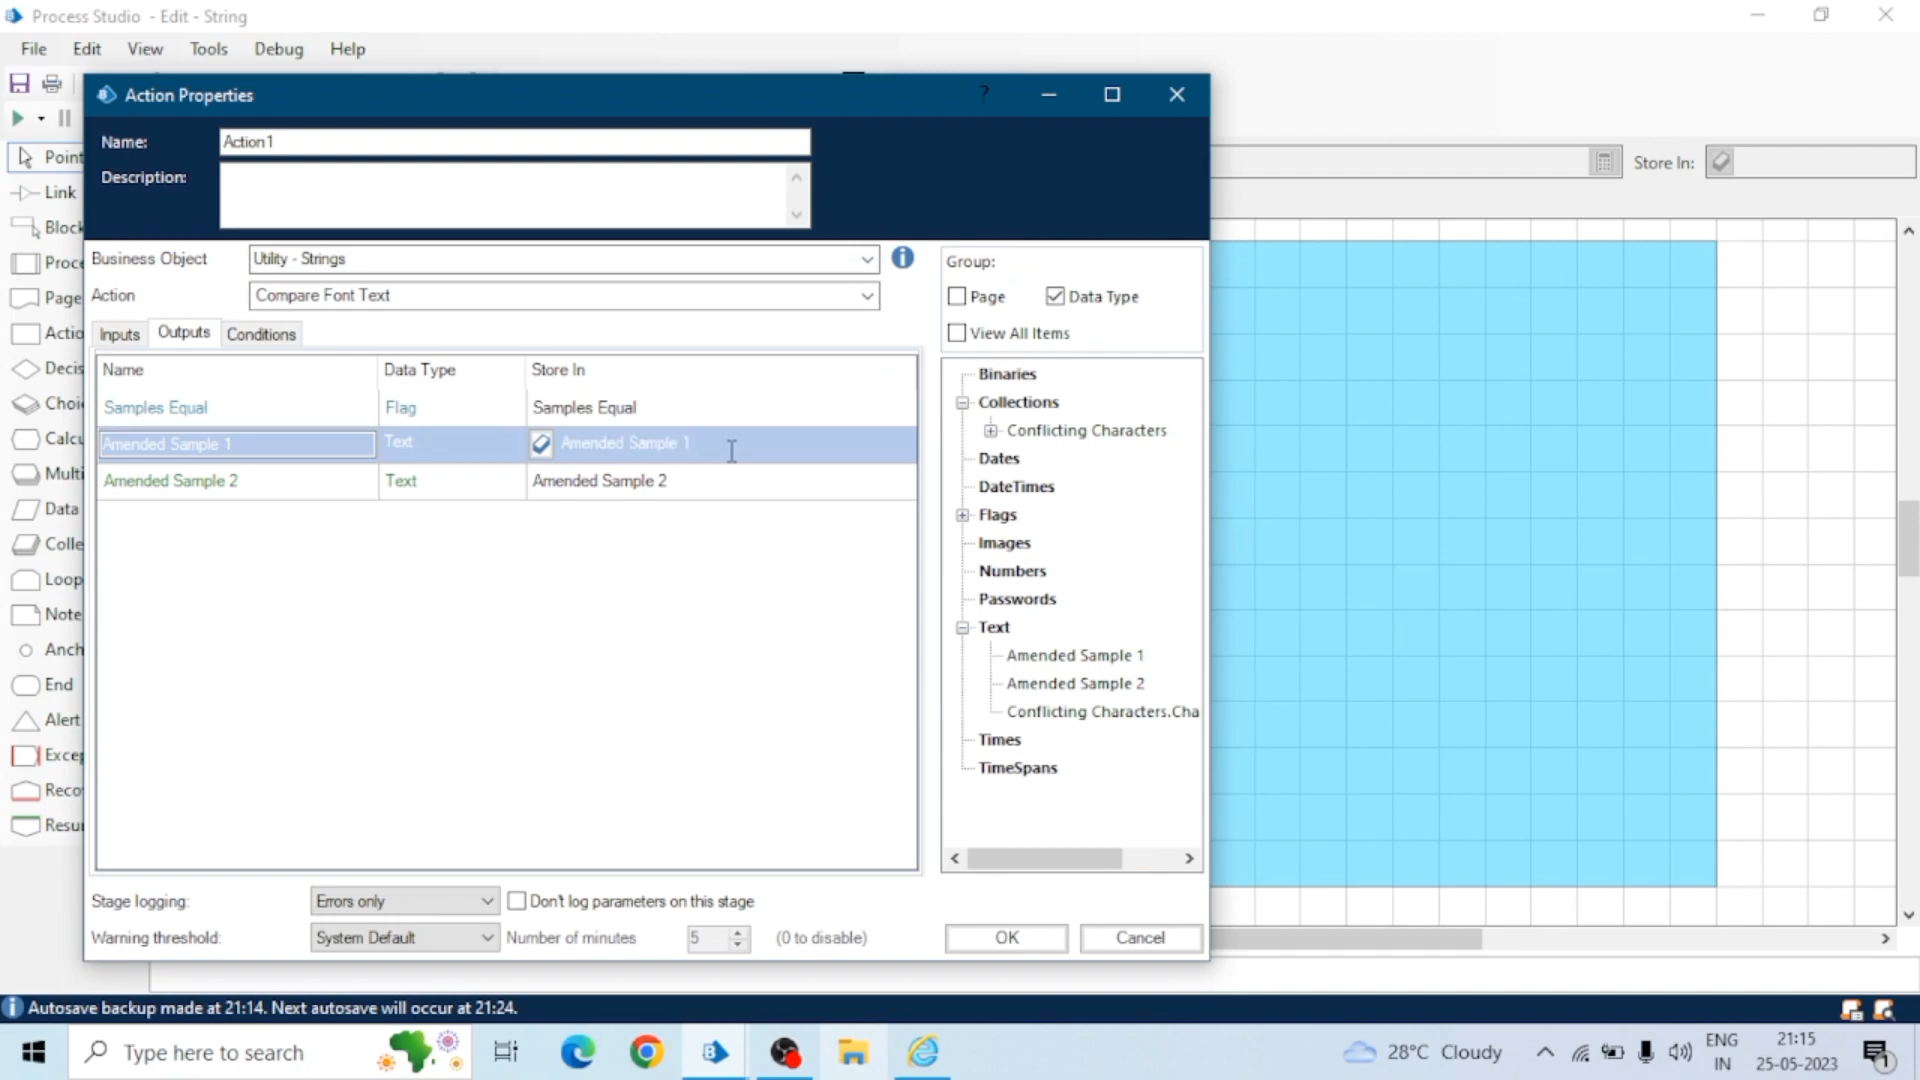 Process Studio - Edit - String
File Edit View Tools Debug Help
Action Properties
?
Name: Action1
Description:
Business Object Utility - Strings
Action Compare Font Text
Inputs Outputs Conditions
Name Data Type Store In
Samples Equal Flag Samples Equal
Amended Sample 1 Text Amended Sample 1
Amended Sample 2 Text Amended Sample 2
Group:
Page Data Type
View All Items
Binaries
Collections
Conflicting Characters
Dates
DateTimes
Flags
Images
Numbers
Passwords
Text
Amended Sample 1
Amended Sample 2
Conflicting Characters.Cha
Times
TimeSpans
Stage logging: Errors only Don't log parameters on this stage
Warning threshold: System Default Number of minutes 5 (0 to disable)
OK Cancel
Store In:
Point
Link
Block
Proce
Page
Actio
Decis
Choi
Calcu
Multi
Data
Colle
Loop
Note
Anch
End
Alert
Excep
Reco
Resu
Autosave backup made at 21:14. Next autosave will occur at 21:24.
Type here to search
28°C Cloudy
ENG
IN
21:15
25-05-2023
1